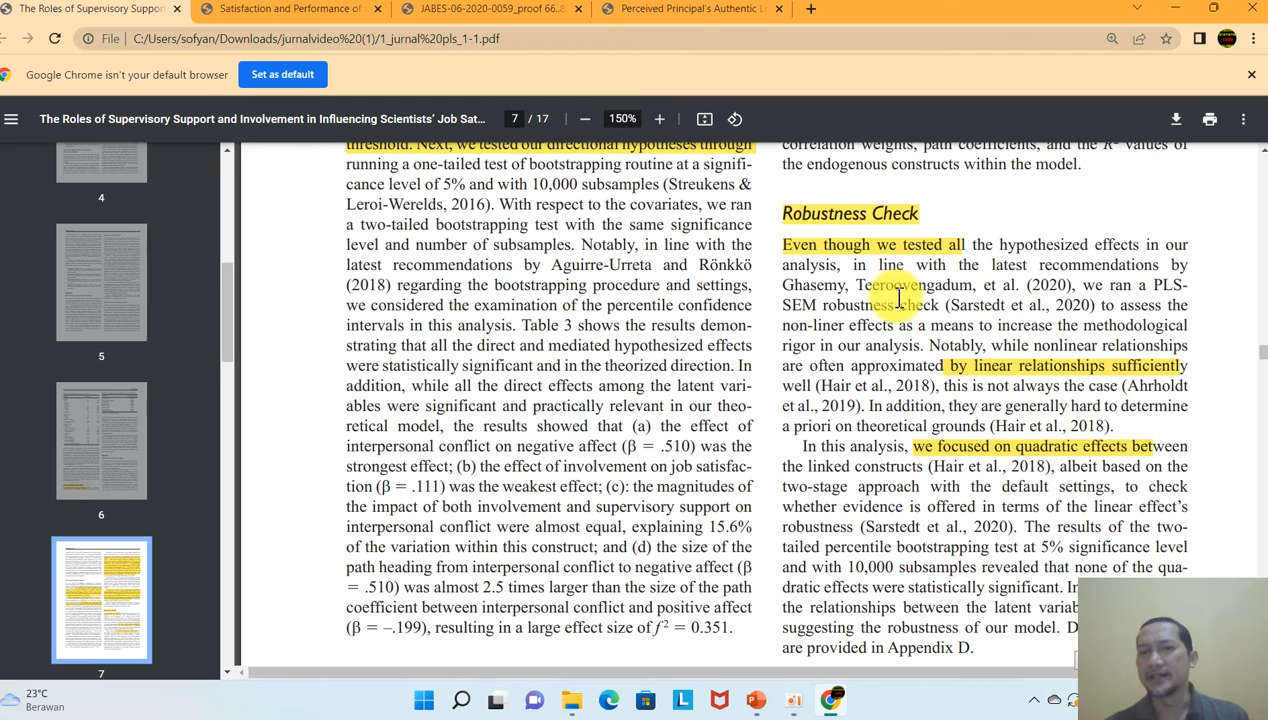 The Roles of Supervisory Support
Satisfaction and Performance of
JABES-06-2020-0059_proof 66..8
Perceived Principal's Authentic Le
File
C:/Users/sofyan/Downloads/jurnalvideo%20(1)/1_jurnal%20pls_1-1.pdf
Google Chrome isn't your default browser
Set as default
The Roles of Supervisory Support and Involvement in Influencing Scientists' Job Sat...
7 / 17
150%
4
5
6
7
threshold. Next, we tested our directional hypotheses through
running a one-tailed test of bootstrapping routine at a signifi-
cance level of 5% and with 10,000 subsamples (Streukens &
Leroi-Werelds, 2016). With respect to the covariates, we ran
a two-tailed bootstrapping test with the same significance
level and number of subsamples. Notably, in line with the
latest recommendations by Aguirre-Urreta and Rönkkö
(2018) regarding the bootstrapping procedure and settings,
we considered the examination of the percentile confidence
intervals in this analysis. Table 3 shows the results demon-
strating that all the direct and mediated hypothesized effects
were statistically significant and in the theorized direction. In
addition, while all the direct effects among the latent vari-
ables were significant and practically relevant in our theo-
retical model, the results showed that (a) the effect of
interpersonal conflict on negative affect (β = .510) was the
strongest effect; (b) the effect of involvement on job satisfac-
tion (β = .111) was the weakest effect; (c): the magnitudes of
the impact of both involvement and supervisory support on
interpersonal conflict were almost equal, explaining 15.6%
of the variation within this construct; and (d) the size of the
path heading from interpersonal conflict to negative affect (β
= .510) was almost 2.5 times larger than the size of the path
coefficient between interpersonal conflict and positive affect
(β = –.199), resulting in a large effect size of f² = 0.351.
correlation weights, path coefficients, and the R² values of
the endogenous constructs within the model.
Robustness Check
Even though we tested all the hypothesized effects in our
analysis, in line with the latest recommendations by
Ghasemy, Teeroovengadum, et al. (2020), we ran a PLS-
SEM robustness check (Sarstedt et al., 2020) to assess the
non-liner effects as a means to increase the methodological
rigor in our analysis. Notably, while nonlinear relationships
are often approximated by linear relationships sufficiently
well (Hair et al., 2018), this is not always the case (Ahrholdt
et al., 2019). In addition, they are generally hard to determine
a priori on theoretical grounds (Hair et al., 2018).
In this analysis, we focused on quadratic effects between
the linked constructs (Hair et al., 2018), albeit based on the
two-stage approach with the default settings, to check
whether evidence is offered in terms of the linear effect's
robustness (Sarstedt et al., 2020). The results of the two-
tailed percentile bootstrapping test at 5% significance level
and with 10,000 subsamples revealed that none of the qua-
ic effects were statistically significant. In
relationships between the latent variab
suggesting the robustness of our model. D
are provided in Appendix D.
23°C
Berawan